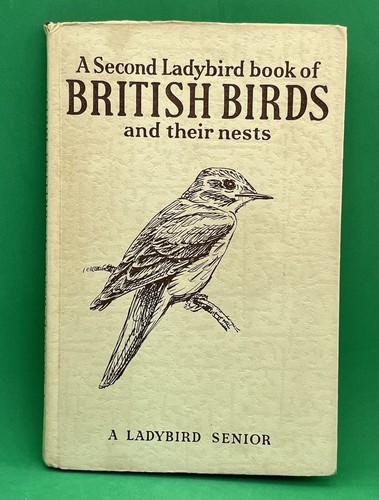 A Second Ladybird book of
BRITISH BIRDS
and their nests
A LADYBIRD SENIOR